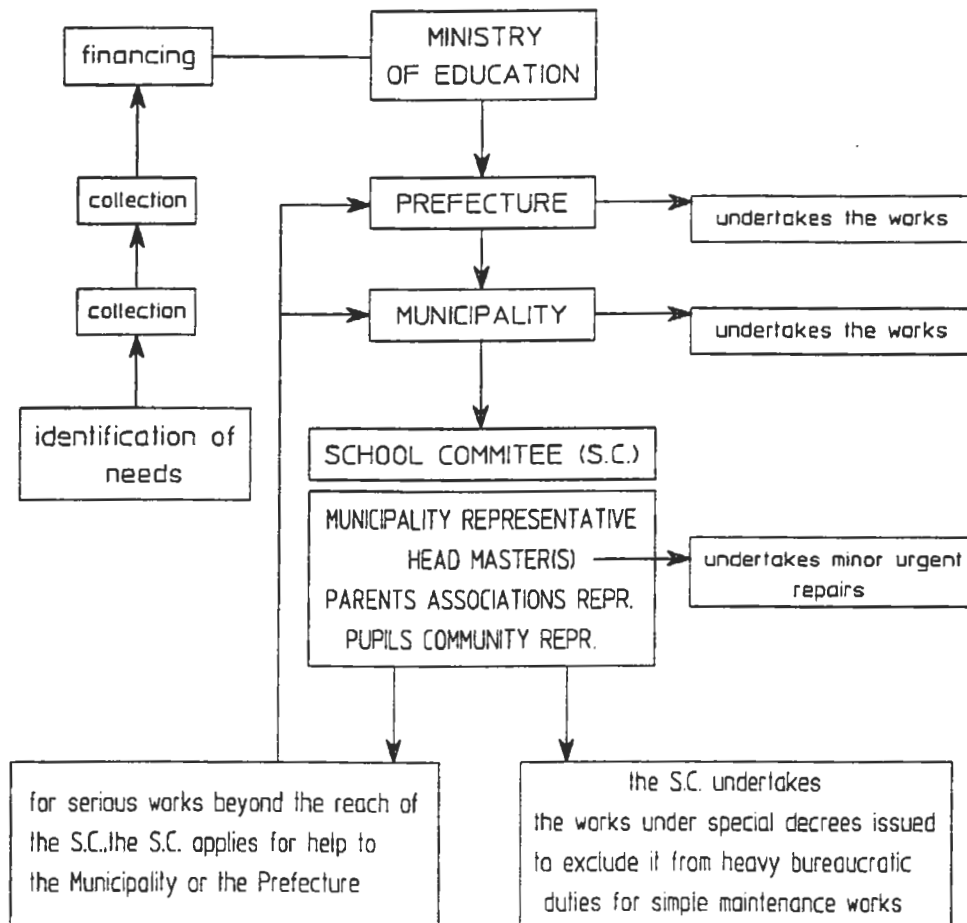 financing
MINISTRY
OF EDUCATION
collection
PREFECTURE
undertakes the works
collection
MUNICIPALITY
undertakes the works
identification of
needs
SCHOOL COMMITEE (S.C.)
MUNICIPALITY REPRESENTATIVE
HEAD MASTER(S)
PARENTS ASSOCIATIONS REPR.
PUPILS COMMUNITY REPR.
undertakes minor urgent
repairs
for serious works beyond the reach of
the S.C.,the S.C. applies for help to
the Municipality or the Prefecture
the S.C. undertakes
the works under special decrees issued
to exclude it from heavy bureaucratic
duties for simple maintenance works